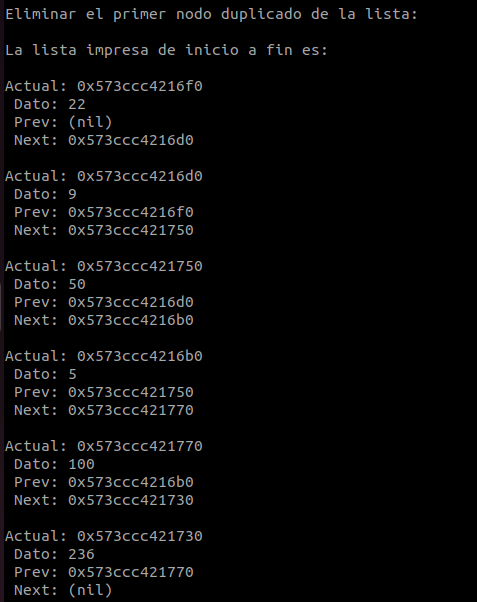 Eliminar el primer nodo duplicado de la lista:
La lista impresa de inicio a fin es:
Actual: 0x573ccc4216f0
Dato: 22
Prev: (nil)
Next: 0x573ccc4216d0
Actual: 0x573ccc4216d0
Dato: 9
Prev: 0x573ccc4216f0
Next: 0x573ccc421750
Actual: 0x573ccc421750
Dato: 50
Prev: 0x573ccc4216d0
Next: 0x573ccc4216b0
Actual: 0x573ccc4216b0
Dato: 5
Prev: 0x573ccc421750
Next: 0x573ccc421770
Actual: 0x573ccc421770
Dato: 100
Prev: 0x573ccc4216b0
Next: 0x573ccc421730
Actual: 0x573ccc421730
Dato: 236
Prev: 0x573ccc421770
Next: (nil)